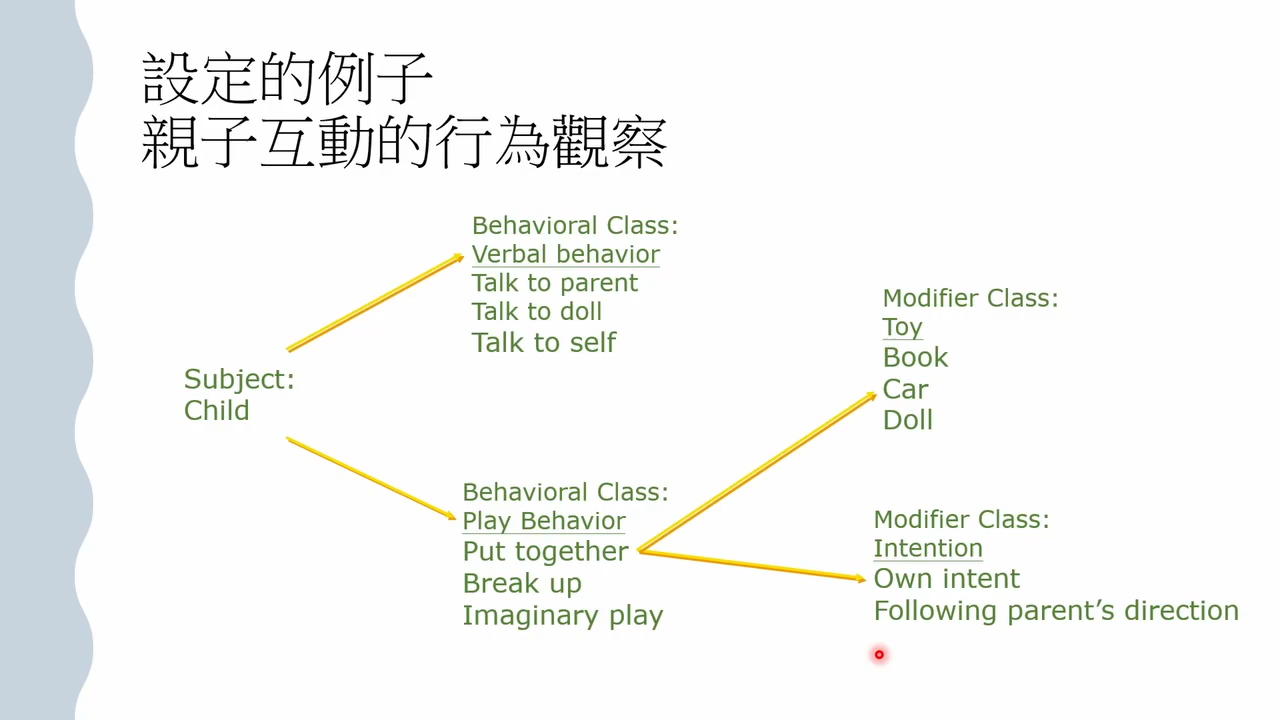 設定的例子
親子互動的行為觀察
Behavioral Class:
Verbal behavior
Talk to parent
Talk to doll
Talk to self
Subject:
Child
Behavioral Class:
Play Behavior
Put together
Break up
Imaginary play
Modifier Class:
Toy
Book
Car
Doll
Modifier Class:
Intention
Own intent
Following parent’s direction